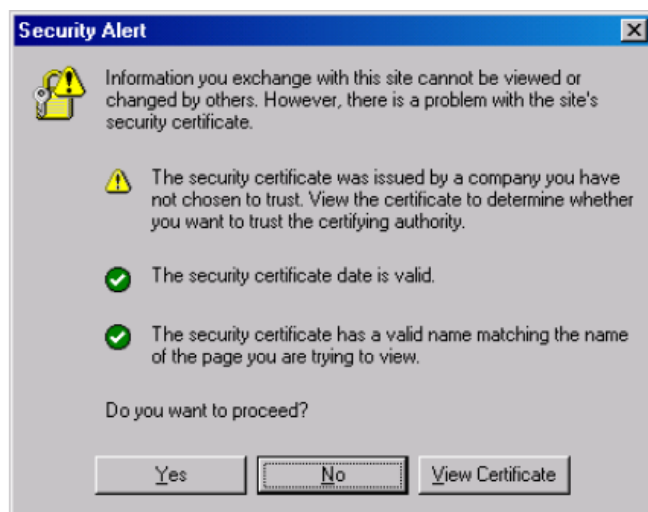 Security Alert
Information you exchange with this site cannot be viewed or
changed by others. However, there is a problem with the site's
security certificate.
The security certificate was issued by a company you have
not chosen to trust. View the certificate to determine whether
you want to trust the certifying authority.
The security certificate date is valid.
The security certificate has a valid name matching the name
of the page you are trying to view.
Do you want to proceed?
Yes No View Certificate